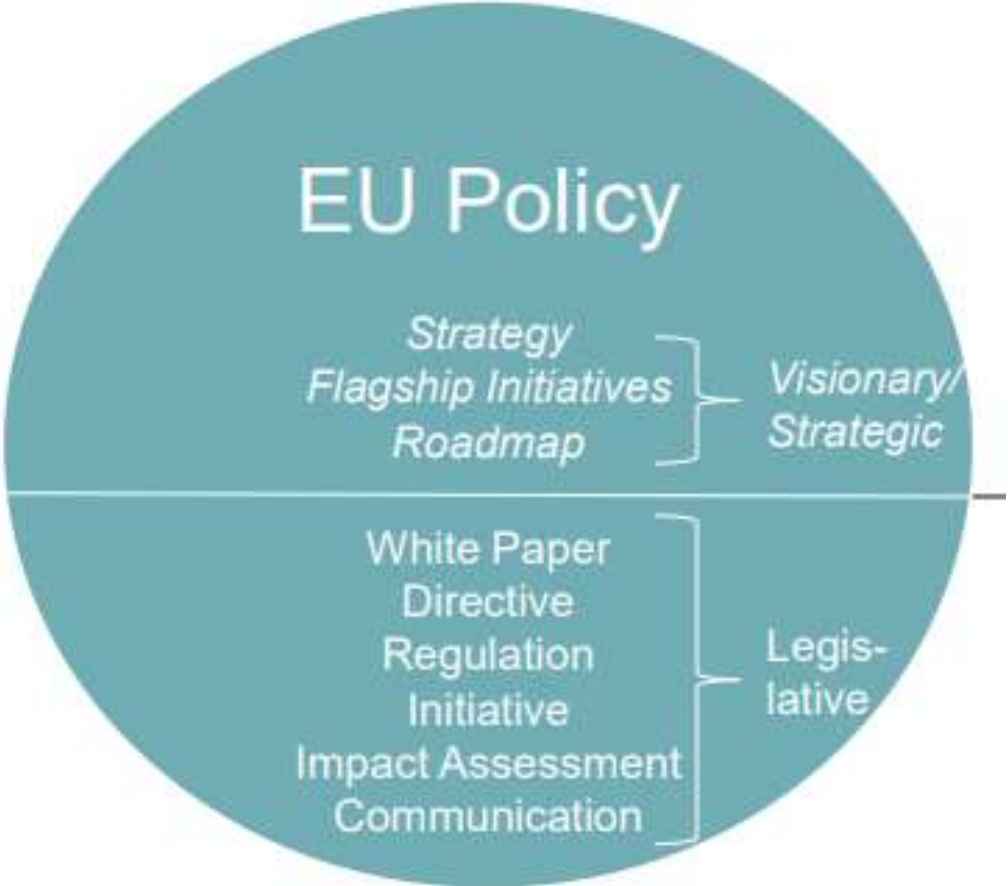 EU Policy
Strategy
Flagship Initiatives
Roadmap
Visionary/
Strategic
White Paper
Directive
Regulation
Initiative
Impact Assessment
Communication
Legis-
lative